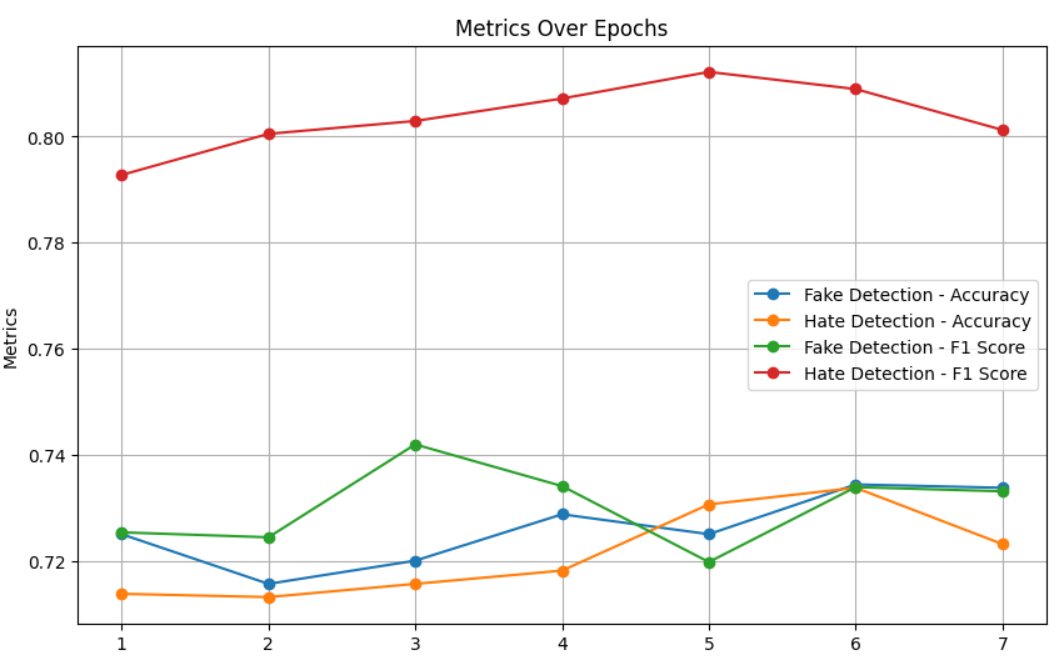 Metrics Over Epochs
Metrics
0.80
0.78
0.76
0.74
0.72
Fake Detection - Accuracy
Hate Detection - Accuracy
Fake Detection - F1 Score
Hate Detection - F1 Score
1 2 3 4 5 6 7